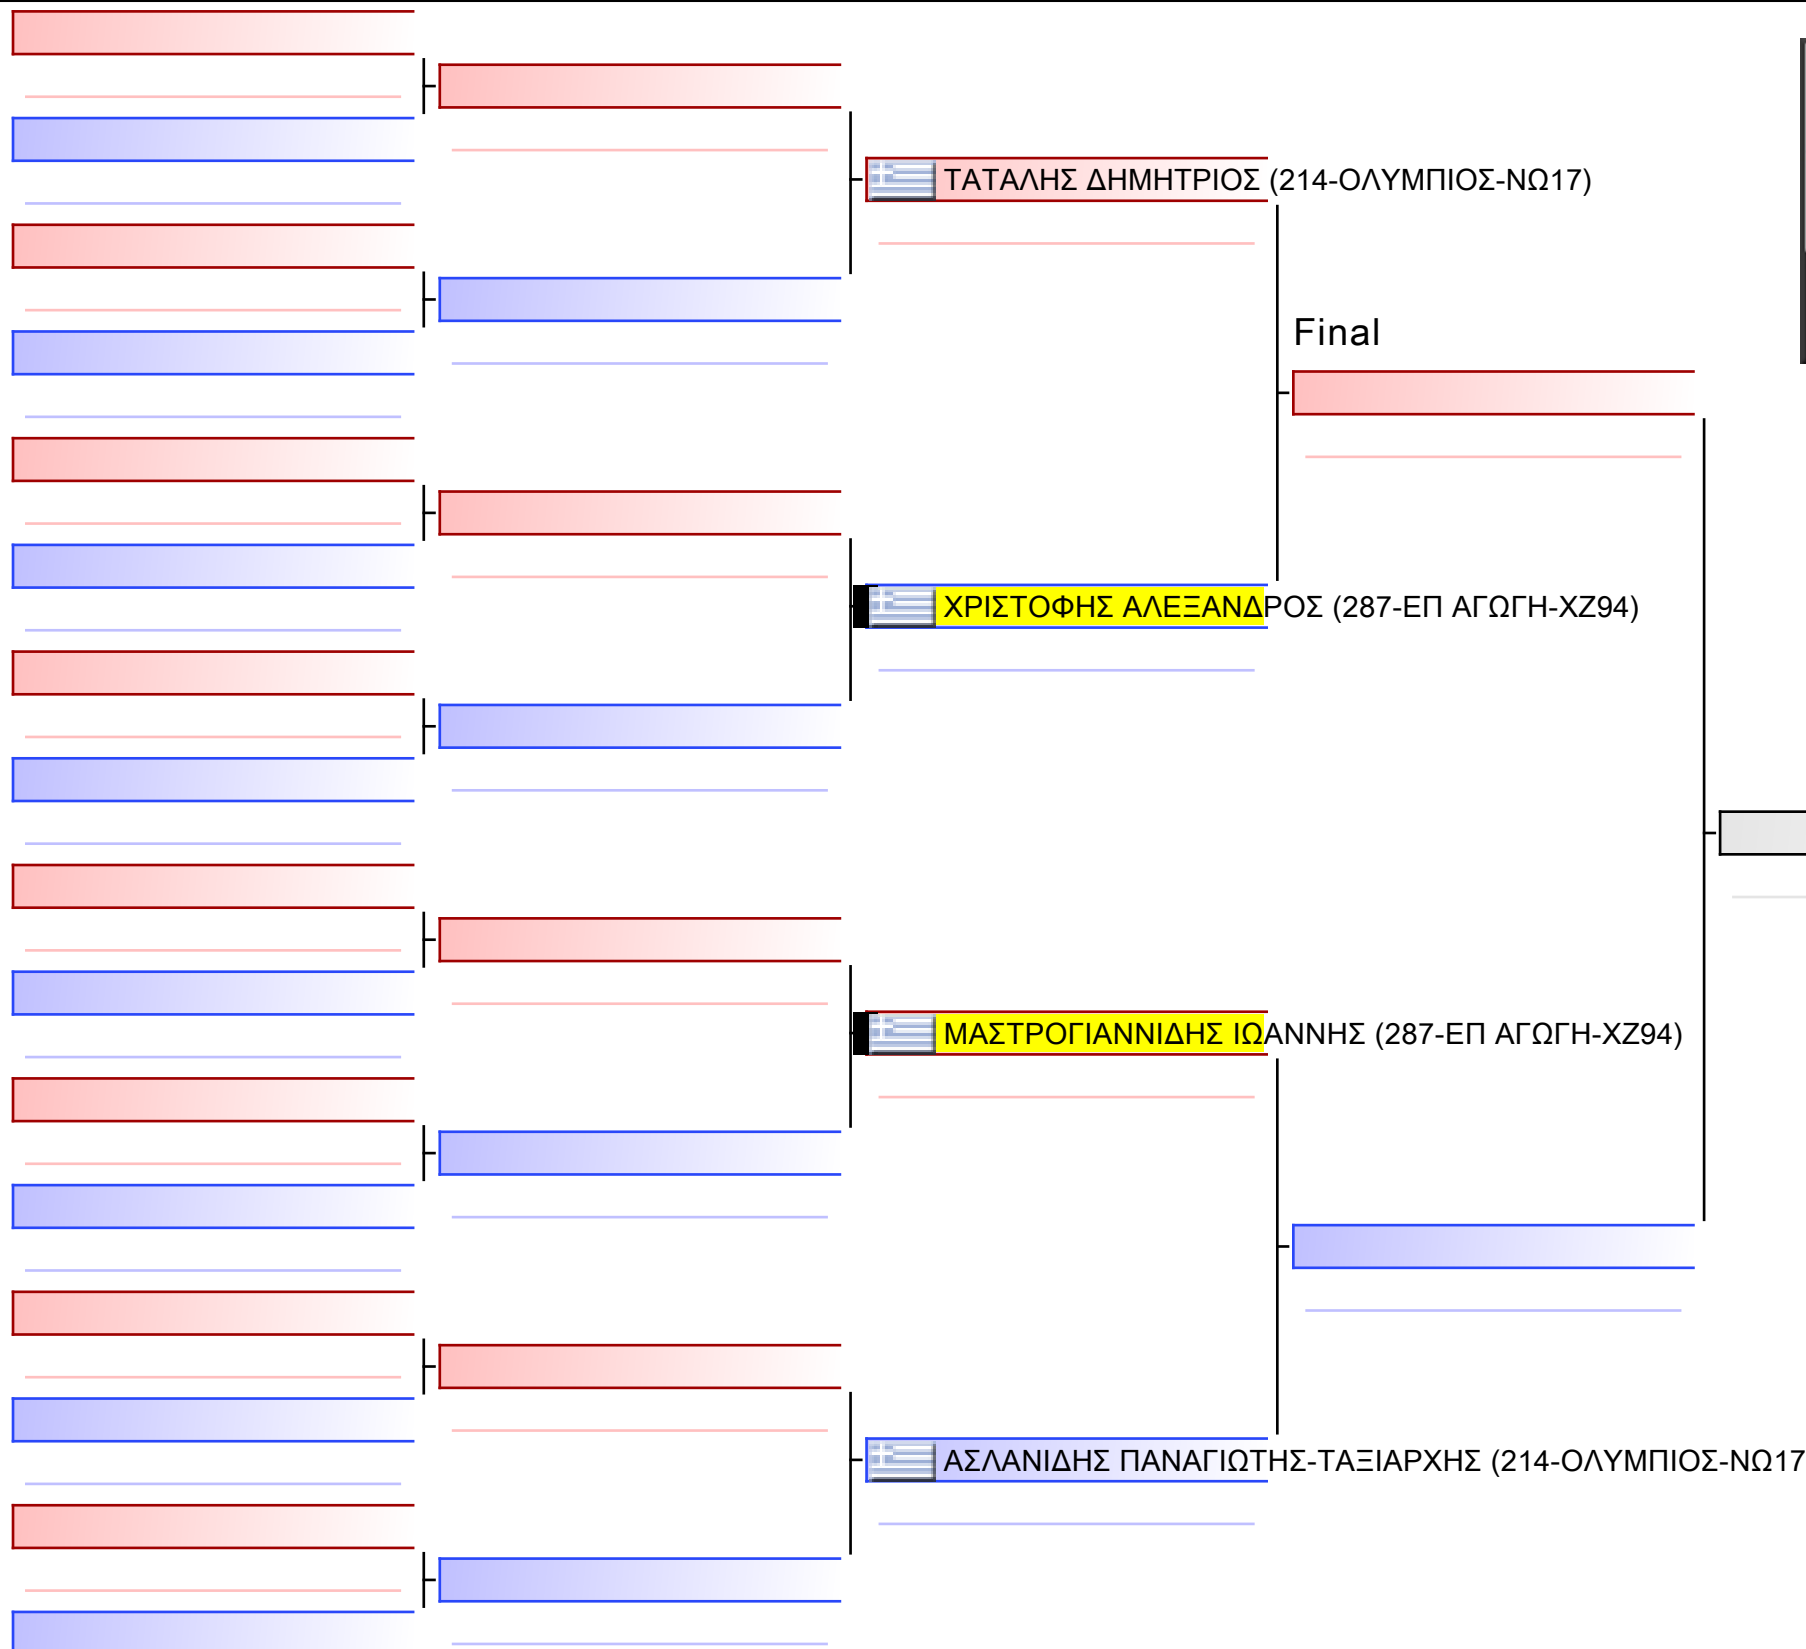 ΤΑΤΑΛΗΣ ΔΗΜΗΤΡΙΟΣ (214-ΟΛΥΜΠΙΟΣ-ΝΩ17)
Final
ΧΡΙΣΤΟΦΗΣ ΑΛΕΞΑΝΔΡΟΣ (287-ΕΠ ΑΓΩΓΗ-ΧΖ94)
ΜΑΣΤΡΟΓΙΑΝΝΙΔΗΣ ΙΩΑΝΝΗΣ (287-ΕΠ ΑΓΩΓΗ-ΧΖ94)
ΑΣΛΑΝΙΔΗΣ ΠΑΝΑΓΙΩΤΗΣ-ΤΑΞΙΑΡΧΗΣ (214-ΟΛΥΜΠΙΟΣ-ΝΩ17